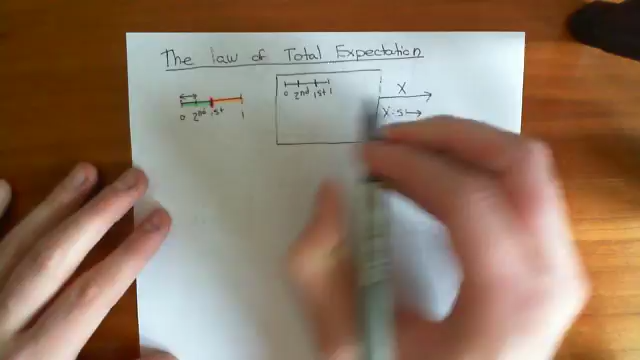 The law of Total Expectation
0 2nd 1st 1
0 2nd 1st 1
X
X: s ↦